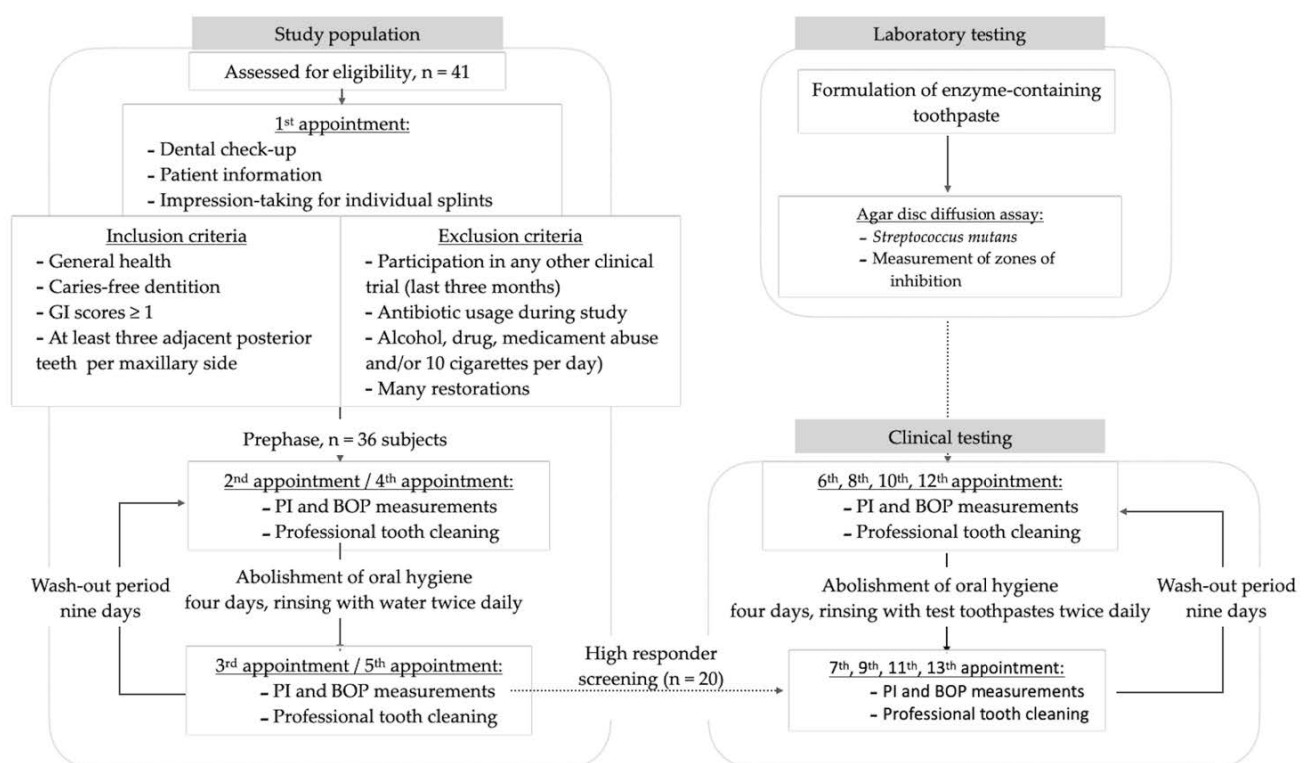 Study population
Assessed for eligibility, n = 41
1st appointment:
- Dental check-up
- Patient information
- Impression-taking for individual splints
Inclusion criteria
- General health
- Caries-free dentition
- GI scores ≥ 1
- At least three adjacent posterior
teeth per maxillary side
Exclusion criteria
- Participation in any other clinical
trial (last three months)
- Antibiotic usage during study
- Alcohol, drug, medicament abuse
and/or 10 cigarettes per day)
- Many restorations
Prephase, n = 36 subjects
2nd appointment / 4th appointment:
- PI and BOP measurements
- Professional tooth cleaning
Wash-out period
nine days
Abolishment of oral hygiene
four days, rinsing with water twice daily
3rd appointment / 5th appointment:
- PI and BOP measurements
- Professional tooth cleaning
High responder
screening (n = 20)
Laboratory testing
Formulation of enzyme-containing
toothpaste
Agar disc diffusion assay:
- Streptococcus mutans
- Measurement of zones of
inhibition
Clinical testing
6th, 8th, 10th, 12th appointment:
- PI and BOP measurements
- Professional tooth cleaning
Abolishment of oral hygiene
four days, rinsing with test toothpastes twice daily
Wash-out period
nine days
7th, 9th, 11th, 13th appointment:
- PI and BOP measurements
- Professional tooth cleaning